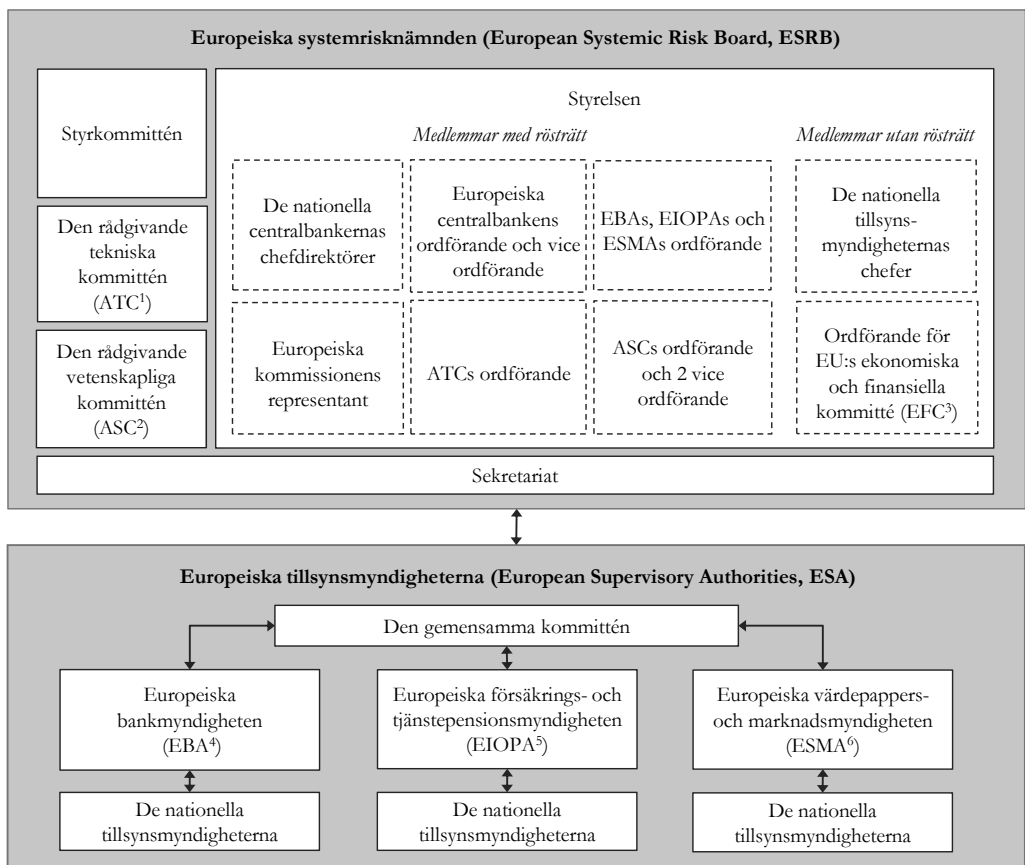 Europeiska systemrisknämnden (European Systemic Risk Board, ESRB)
Styrkommittén
Den rådgivande
tekniska
kommittén
(ATC¹)
Den rådgivande
vetenskapliga
kommittén
(ASC²)
Styrelsen
Medlemmar med rösträtt
Medlemmar utan rösträtt
De nationella
centralbankernas
chefdirektörer
Europeiska
centralbankens
ordförande och vice
ordförande
EBAs, EIOPAs och
ESMAs ordförande
De nationella
tillsyns-
myndigheternas
chefer
Europeiska
kommissionens
representant
ATCs ordförande
ASCs ordförande
och 2 vice
ordförande
Ordförande för
EU:s ekonomiska
och finansiella
kommitté (EFC³)
Sekretariat
Europeiska tillsynsmyndigheterna (European Supervisory Authorities, ESA)
Den gemensamma kommittén
Europeiska
bankmyndigheten
(EBA⁴)
Europeiska försäkrings- och
tjänstepensionsmyndigheten
(EIOPA⁵)
Europeiska värdepappers-
och marknadsmyndigheten
(ESMA⁶)
De nationella
tillsynsmyndigheterna
De nationella
tillsynsmyndigheterna
De nationella
tillsynsmyndigheterna